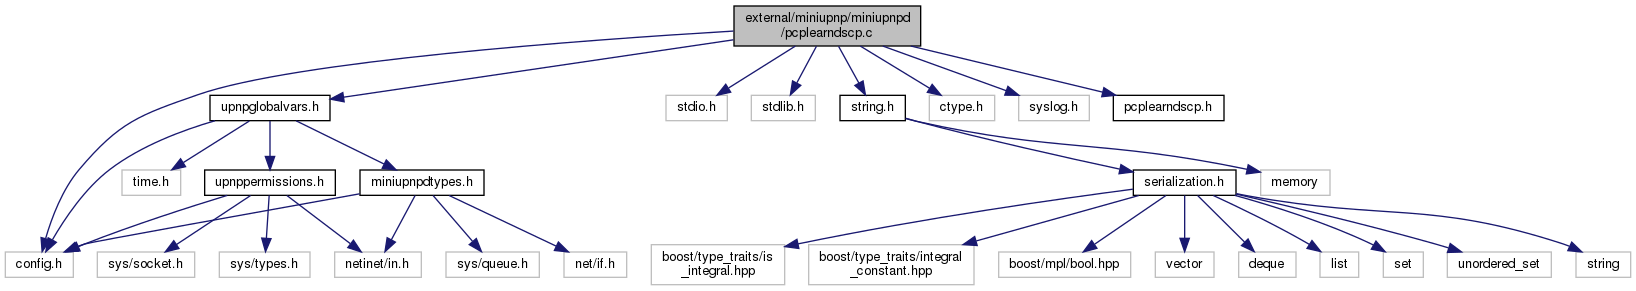 external/miniupnp/miniupnpd
/pcplearndscp.c
upnpglobalvars.h
stdio.h
stdlib.h
string.h
ctype.h
syslog.h
pcplearndscp.h
time.h
upnppermissions.h
miniupnpdtypes.h
serialization.h
memory
config.h
sys/socket.h
sys/types.h
netinet/in.h
sys/queue.h
net/if.h
boost/type_traits/is
_integral.hpp
boost/type_traits/integral
_constant.hpp
boost/mpl/bool.hpp
vector
deque
list
set
unordered_set
string